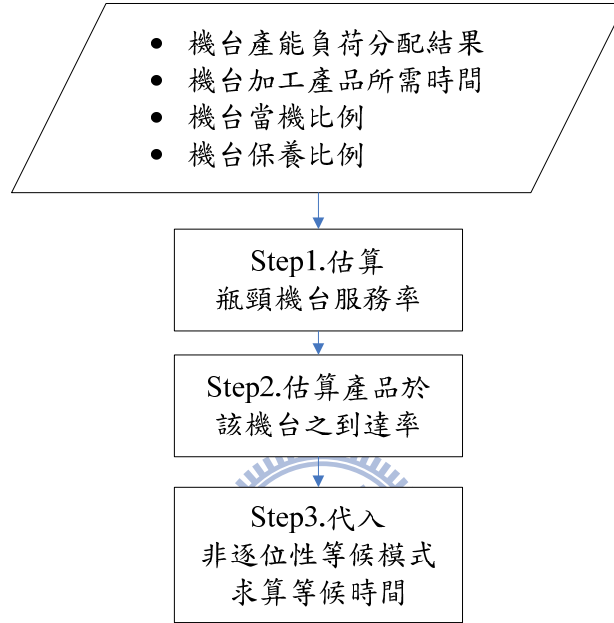 • 機台產能負荷分配結果
• 機台加工產品所需時間
• 機台當機比例
• 機台保養比例
Step1.估算
瓶頸機台服務率
Step2.估算產品於
該機台之到達率
Step3.代入
非逐位性等候模式
求算等候時間